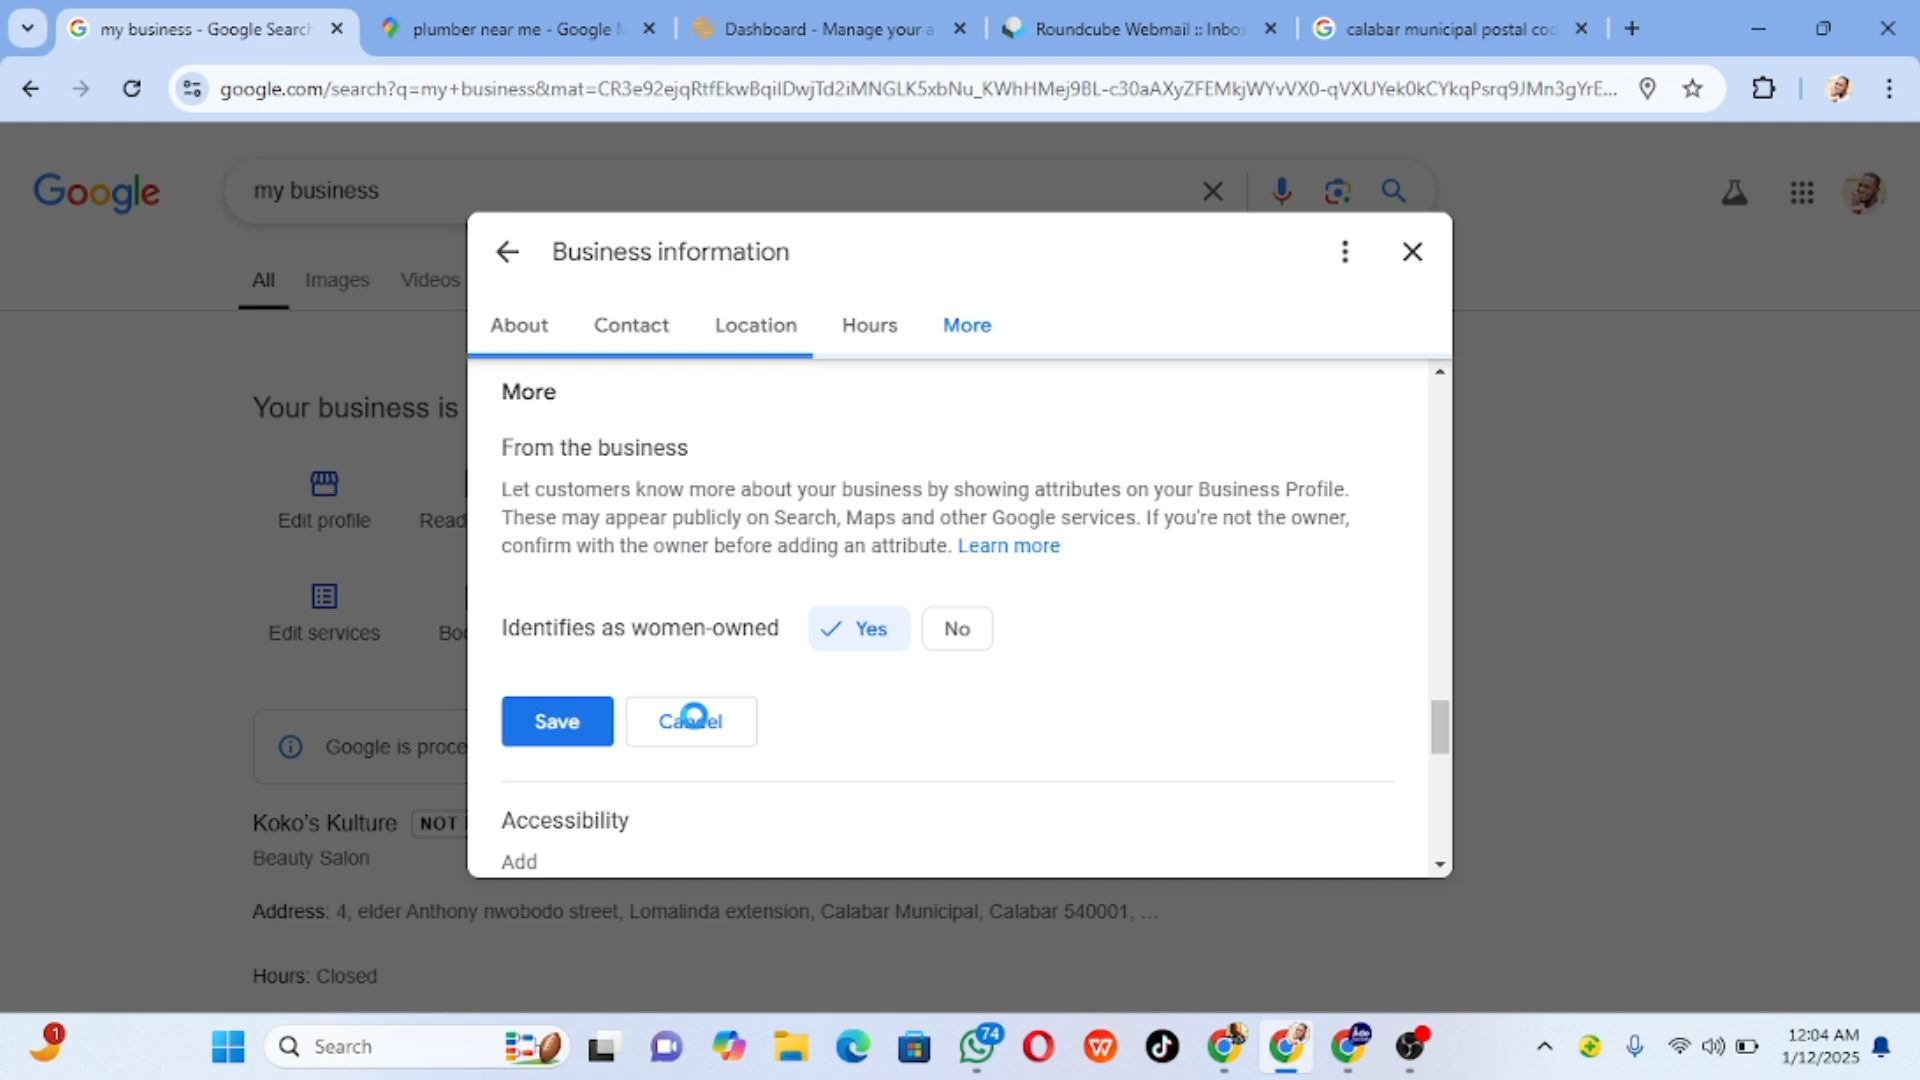 my business - Google Search
plumber near me - Google
Dashboard - Manage your a
Roundcube Webmail :: Inbo
calabar municipal postal cod
google.com/search?q=my+business&mat=CR3e92ejqRtfEkwBqiIDwjTd2iMNGLK5xbNu_KWhHMej9BL-c30aAXyZFEMkjWYvVX0-qVXUYek0kCYkqPsrq9JMn3gYrE...
Google
my business
All Images Videos
Business information
About Contact Location Hours More
Your business is
Edit profile
Read
Edit services
Boo
Google is proce
Koko's Kulture NOT
Beauty Salon
Address: 4, elder Anthony nwobodo street, Lomalinda extension, Calabar Municipal, Calabar 540001, ...
Hours: Closed
More
From the business
Let customers know more about your business by showing attributes on your Business Profile.
These may appear publicly on Search, Maps and other Google services. If you're not the owner,
confirm with the owner before adding an attribute. Learn more
Identifies as women-owned Yes No
Save Cancel
Accessibility
Add
1
Search
74
Ade
12:04 AM
1/12/2025